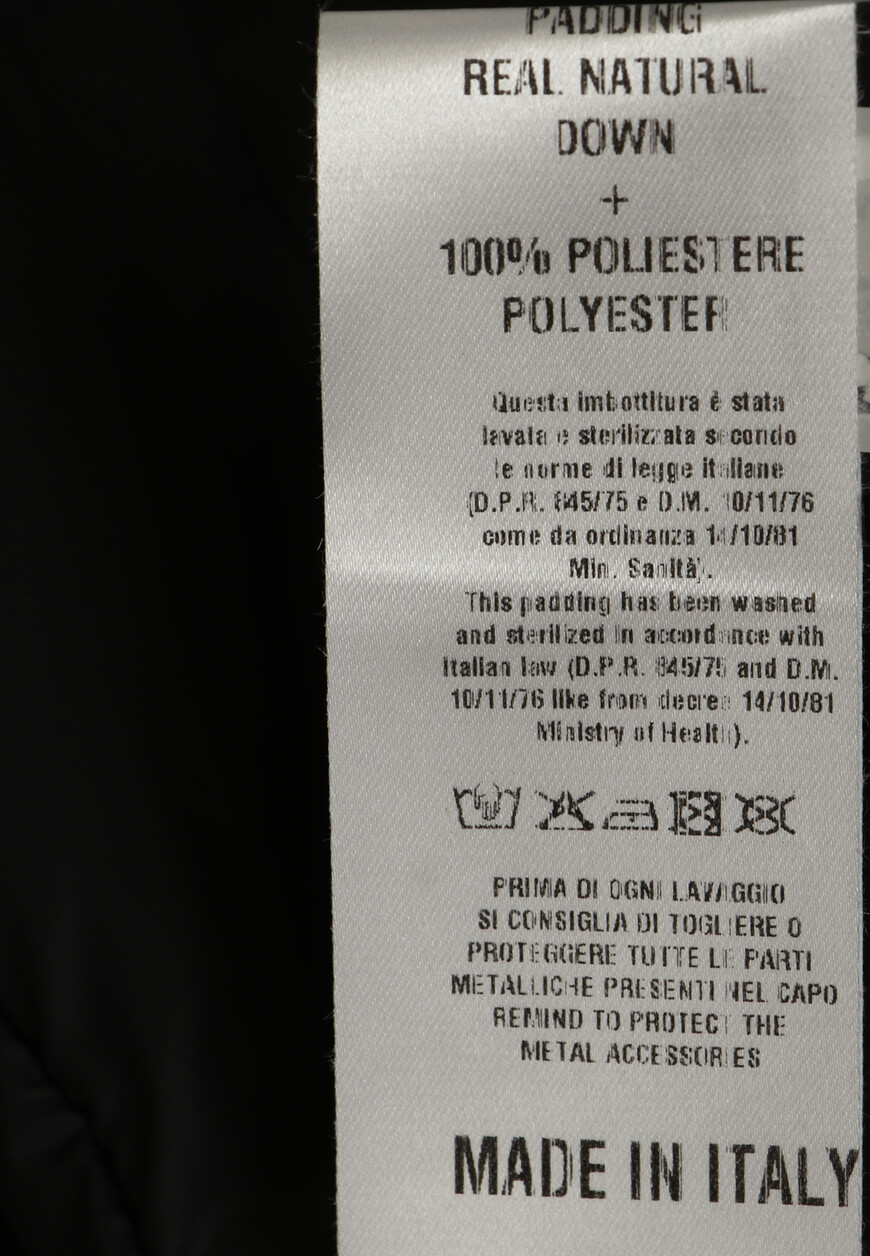 PADDING
REAL NATURAL
DOWN
+
100% POLIESTERE
POLYESTER
Questa imbottitura è stata
lavata e sterilizzata secondo
le norme di legge italiane
(D.P.R. 845/75 e D.M. 10/11/76
come da ordinanza 14/10/81
Min. Sanità).
This padding has been washed
and sterilized in accordance with
italian law (D.P.R. 845/75 and D.M.
10/11/76 like from decree 14/10/81
Ministry of Health).
PRIMA DI OGNI LAVAGGIO
SI CONSIGLIA DI TOGLIERE O
PROTEGGERE TUTTE LE PARTI
METALLICHE PRESENTI NEL CAPO
REMIND TO PROTECT THE
METAL ACCESSORIES
MADE IN ITALY